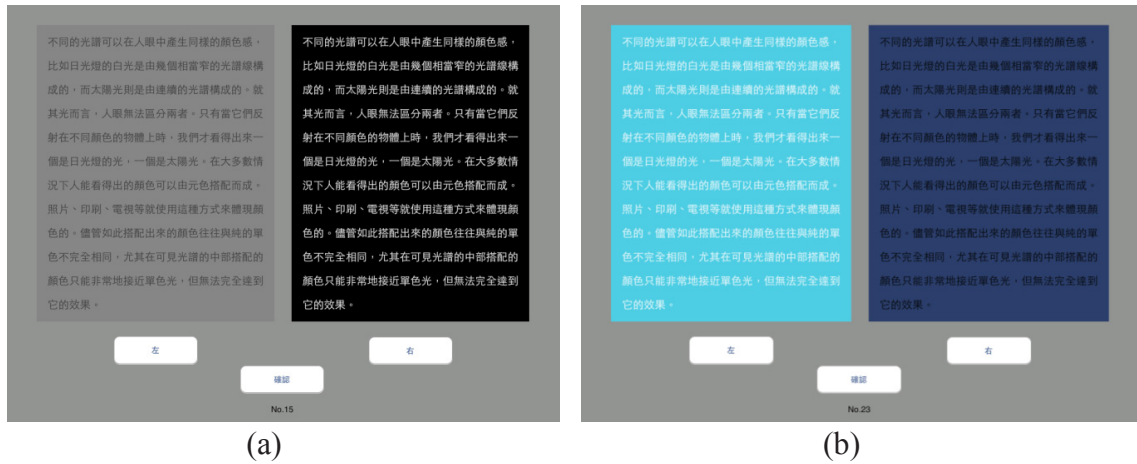 不同的光譜可以在人眼中產生同樣的顏色感，
比如日光燈的白光是由幾個相當窄的光譜線構
成的，而太陽光則是由連續的光譜構成的。就
其光而言，人眼無法區分兩者。只有當它們反
射在不同顏色的物體上時，我們才看得出來一
個是日光燈的光，一個是太陽光。在大多數情
況下人能看得出的顏色可以由元色搭配而成。
照片、印刷、電視等就使用這種方式來體現顏
色的。儘管如此搭配出來的顏色往往與純的單
色不完全相同，尤其在可見光譜的中部搭配的
顏色只能非常地接近單色光，但無法完全達到
它的效果。
不同的光譜可以在人眼中產生同樣的顏色感，
比如日光燈的白光是由幾個相當窄的光譜線構
成的，而太陽光則是由連續的光譜構成的。就
其光而言，人眼無法區分兩者。只有當它們反
射在不同顏色的物體上時，我們才看得出來一
個是日光燈的光，一個是太陽光。在大多數情
況下人能看得出的顏色可以由元色搭配而成。
照片、印刷、電視等就使用這種方式來體現顏
色的。儘管如此搭配出來的顏色往往與純的單
色不完全相同，尤其在可見光譜的中部搭配的
顏色只能非常地接近單色光，但無法完全達到
它的效果。
左
右
確認
No.15
(a)
不同的光譜可以在人眼中產生同樣的顏色感，
比如日光燈的白光是由幾個相當窄的光譜線構
成的，而太陽光則是由連續的光譜構成的。就
其光而言，人眼無法區分兩者。只有當它們反
射在不同顏色的物體上時，我們才看得出來一
個是日光燈的光，一個是太陽光。在大多數情
況下人能看得出的顏色可以由元色搭配而成。
照片、印刷、電視等就使用這種方式來體現顏
色的。儘管如此搭配出來的顏色往往與純的單
色不完全相同，尤其在可見光譜的中部搭配的
顏色只能非常地接近單色光，但無法完全達到
它的效果。
不同的光譜可以在人眼中產生同樣的顏色感，
比如日光燈的白光是由幾個相當窄的光譜線構
成的，而太陽光則是由連續的光譜構成的。就
其光而言，人眼無法區分兩者。只有當它們反
射在不同顏色的物體上時，我們才看得出來一
個是日光燈的光，一個是太陽光。在大多數情
況下人能看得出的顏色可以由元色搭配而成。
照片、印刷、電視等就使用這種方式來體現顏
色的。儘管如此搭配出來的顏色往往與純的單
色不完全相同，尤其在可見光譜的中部搭配的
顏色只能非常地接近單色光，但無法完全達到
它的效果。
左
右
確認
No.23
(b)